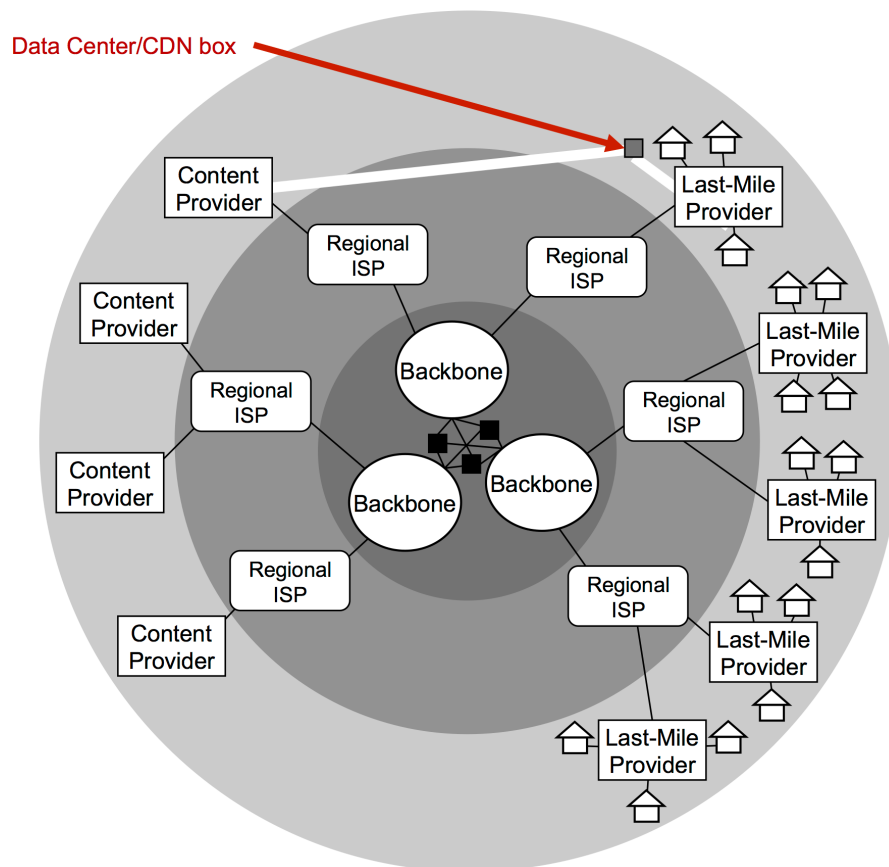 Data Center/CDN box
Content
Provider
Last-Mile
Provider
Regional
ISP
Regional
ISP
Content
Provider
Last-Mile
Provider
Backbone
Regional
ISP
Regional
ISP
Content
Provider
Backbone
Backbone
Last-Mile
Provider
Regional
ISP
Regional
ISP
Content
Provider
Last-Mile
Provider
Last-Mile
Provider